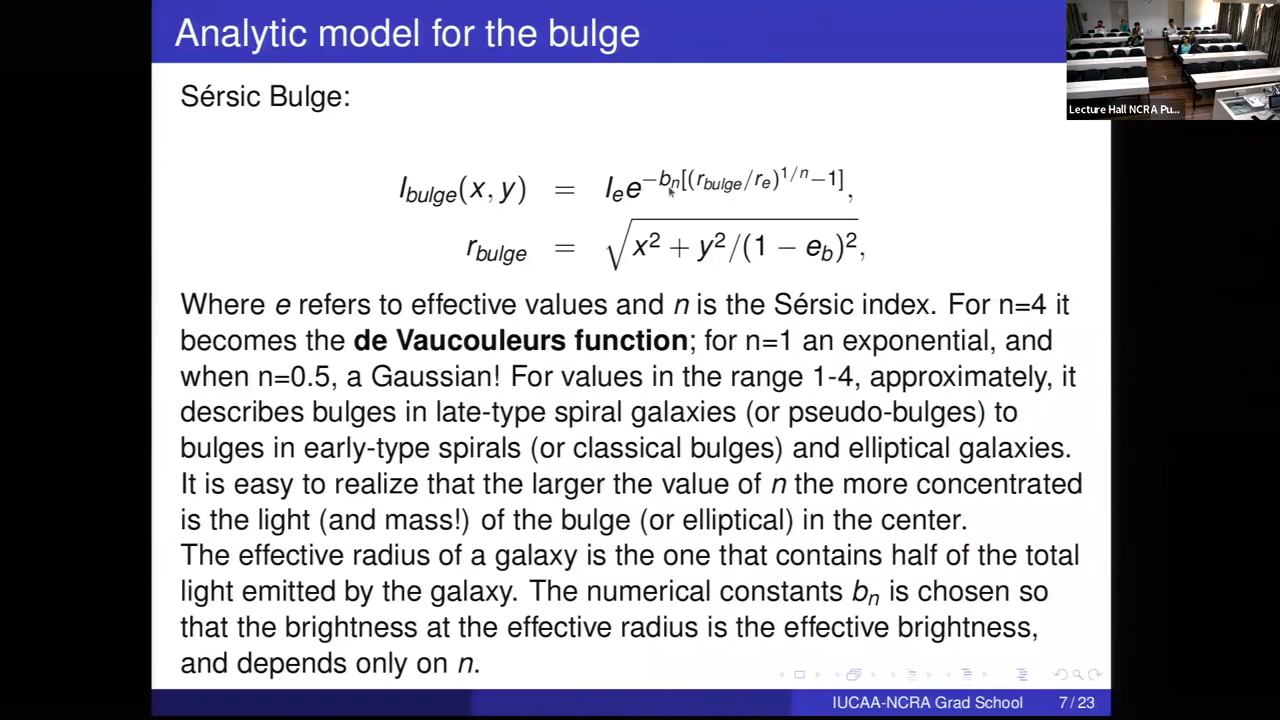 Analytic model for the bulge
Lecture Hall NCRA Pu...
Sérsic Bulge:
I_bulge(x, y) = I_e e^{−b_n[(r_bulge/r_e)^{1/n}−1]},
r_bulge = √(x² + y²/(1 − e_b)²),
Where e refers to effective values and n is the Sérsic index. For n=4 it
becomes the de Vaucouleurs function; for n=1 an exponential, and
when n=0.5, a Gaussian! For values in the range 1-4, approximately, it
describes bulges in late-type spiral galaxies (or pseudo-bulges) to
bulges in early-type spirals (or classical bulges) and elliptical galaxies.
It is easy to realize that the larger the value of n the more concentrated
is the light (and mass!) of the bulge (or elliptical) in the center.
The effective radius of a galaxy is the one that contains half of the total
light emitted by the galaxy. The numerical constants b_n is chosen so
that the brightness at the effective radius is the effective brightness,
and depends only on n.
IUCAA-NCRA Grad School 7 / 23